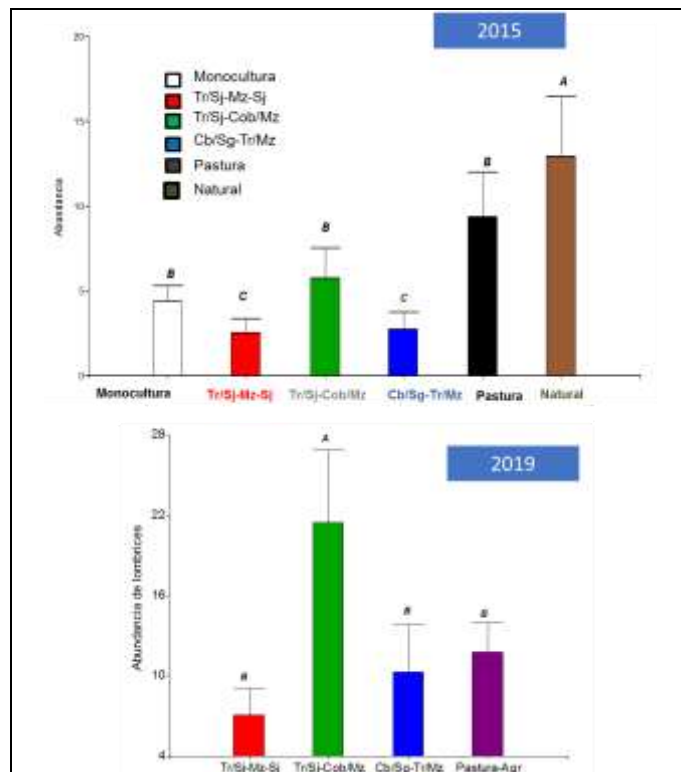 2015
20
15
10
5
0
Abundancia
Monocultura
Tr/Sj-Mz-Sj
Tr/Sj-Cob/Mz
Cb/Sg-Tr/Mz
Pastura
Natural
B
C
B
C
B
A
Monocultura Tr/Sj-Mz-Sj Tr/Sj-Cob/Mz Cb/Sg-Tr/Mz Pastura Natural
2019
28
22
16
10
4
Abundancia de lombrices
B
A
B
B
Tr/Sj-Mz-Sj Tr/Sj-Cob/Mz Cb/Sg-Tr/Mz Pastura-Agr